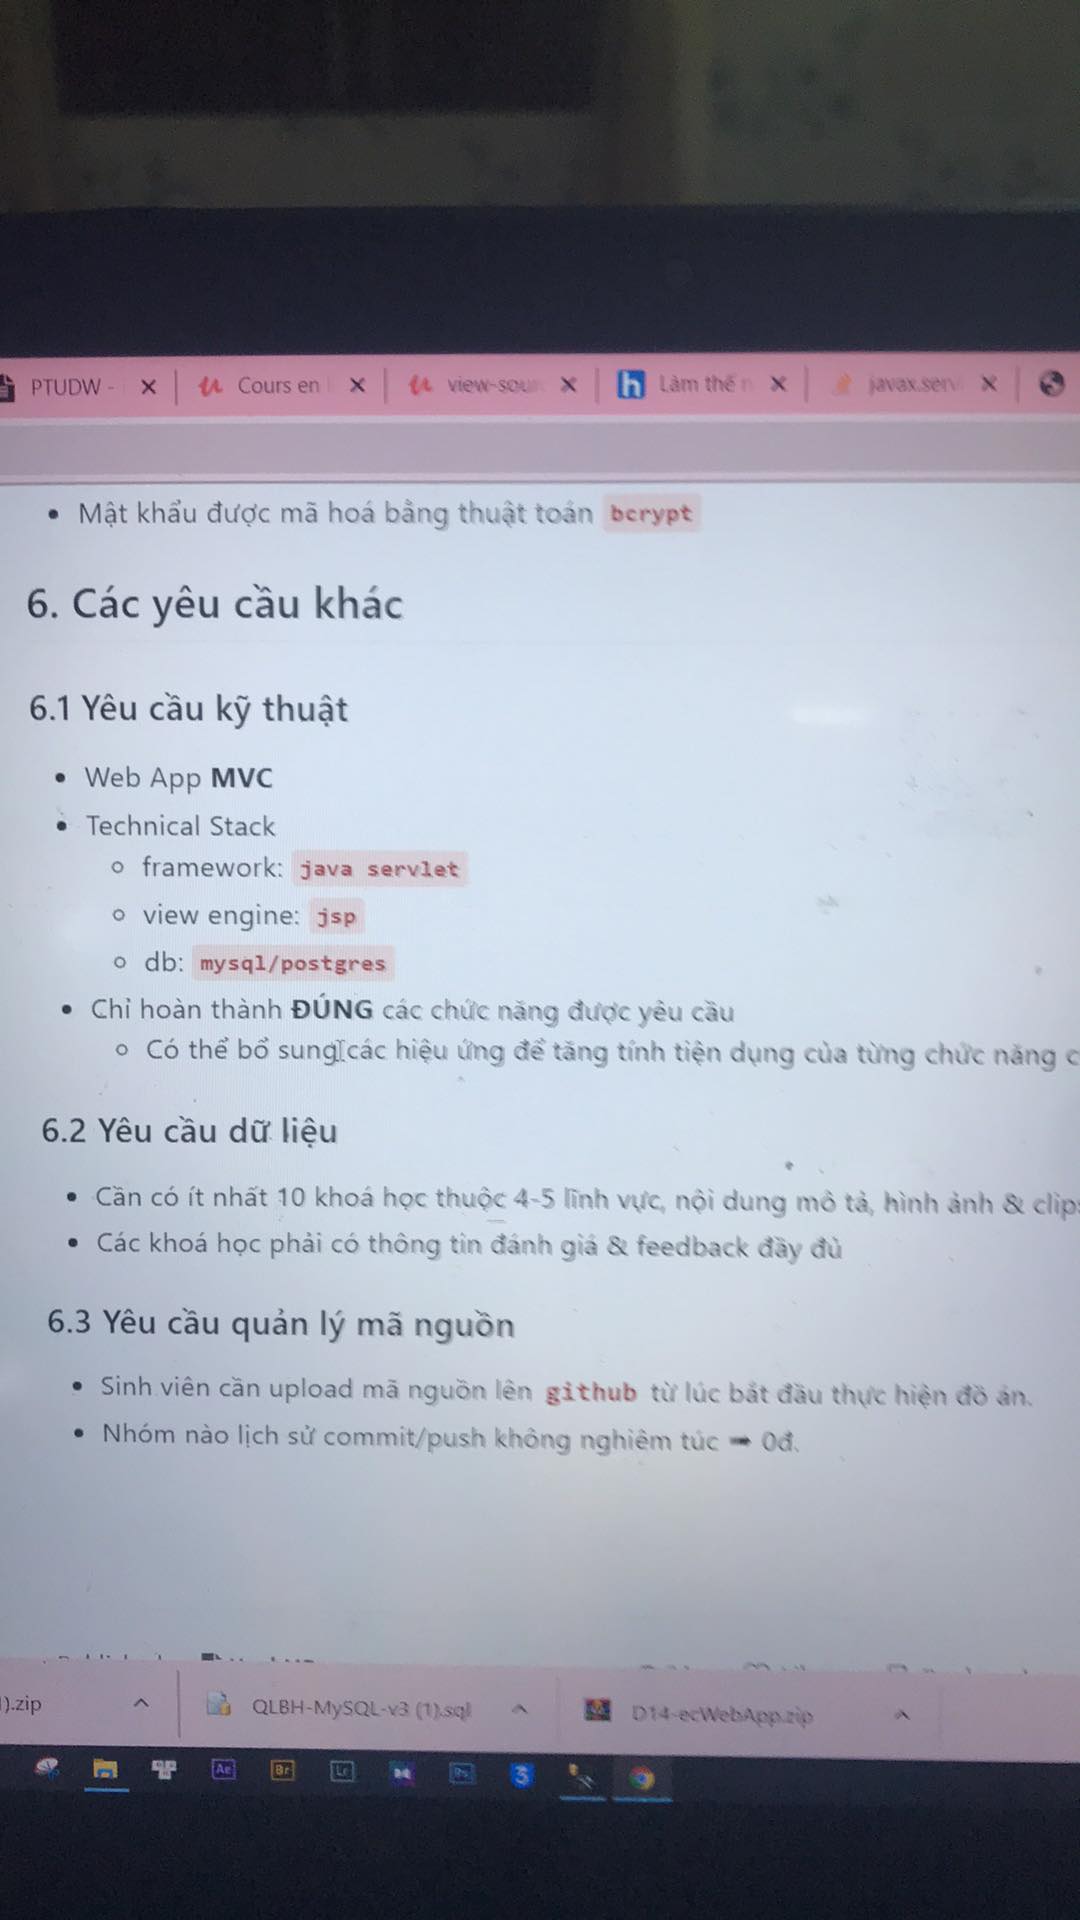 PTUDW -
Cours en
view-sour
Làm thế n
javax.serv
Mật khẩu được mã hoá bằng thuật toán bcrypt
6. Các yêu cầu khác
6.1 Yêu cầu kỹ thuật
Web App MVC
Technical Stack
framework: java servlet
view engine: jsp
db: mysql/postgres
Chỉ hoàn thành ĐÚNG các chức năng được yêu cầu
Có thể bổ sung các hiệu ứng để tăng tính tiện dụng của từng chức năng c
6.2 Yêu cầu dữ liệu
Cần có ít nhất 10 khoá học thuộc 4-5 lĩnh vực, nội dung mô tả, hình ảnh & clip
Các khoá học phải có thông tin đánh giá & feedback đầy đủ
6.3 Yêu cầu quản lý mã nguồn
Sinh viên cần upload mã nguồn lên github từ lúc bắt đầu thực hiện đồ án.
Nhóm nào lịch sử commit/push không nghiêm túc ➡ 0đ.
).zip
QLBH-MySQL-v3 (1).sql
D14-ecWebApp.zip
Ae
Br
Lr
Ps
3